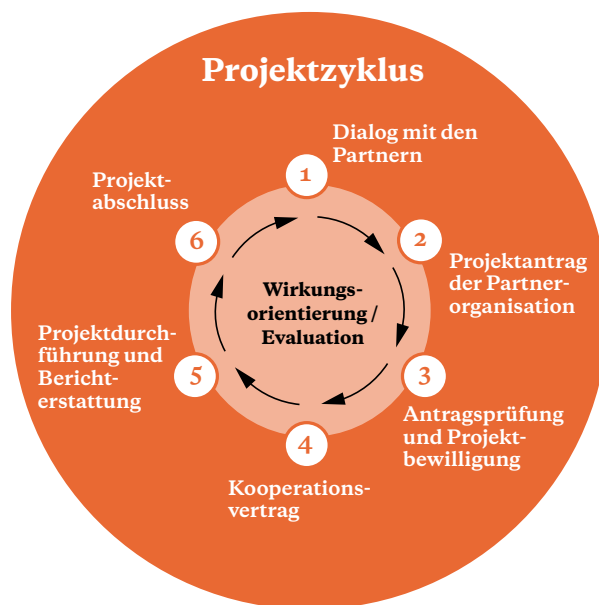 Projektzyklus
1
Dialog mit den
Partnern
2
Projektantrag
der Partner-
organisation
3
Antragsprüfung
und Projekt-
bewilligung
4
Kooperations-
vertrag
5
Projektdurch-
führung und
Bericht-
erstattung
6
Projekt-
abschluss
Wirkungs-
orientierung /
Evaluation